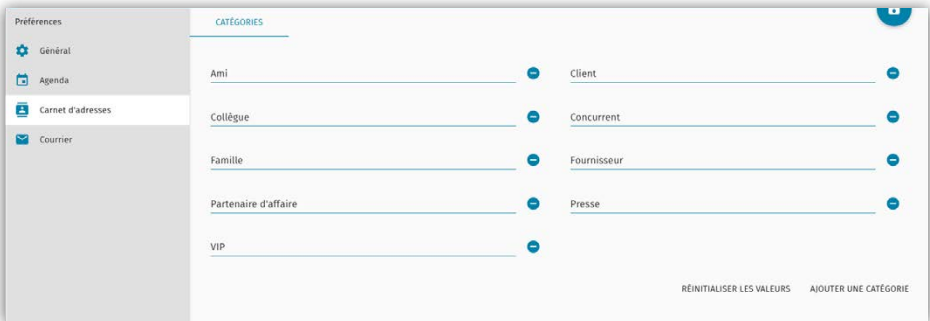 Préférences
CATÉGORIES
Général
Agenda
Carnet d'adresses
Courrier
Ami
Client
Collègue
Concurrent
Famille
Fournisseur
Partenaire d'affaire
Presse
VIP
RÉINITIALISER LES VALEURS AJOUTER UNE CATÉGORIE